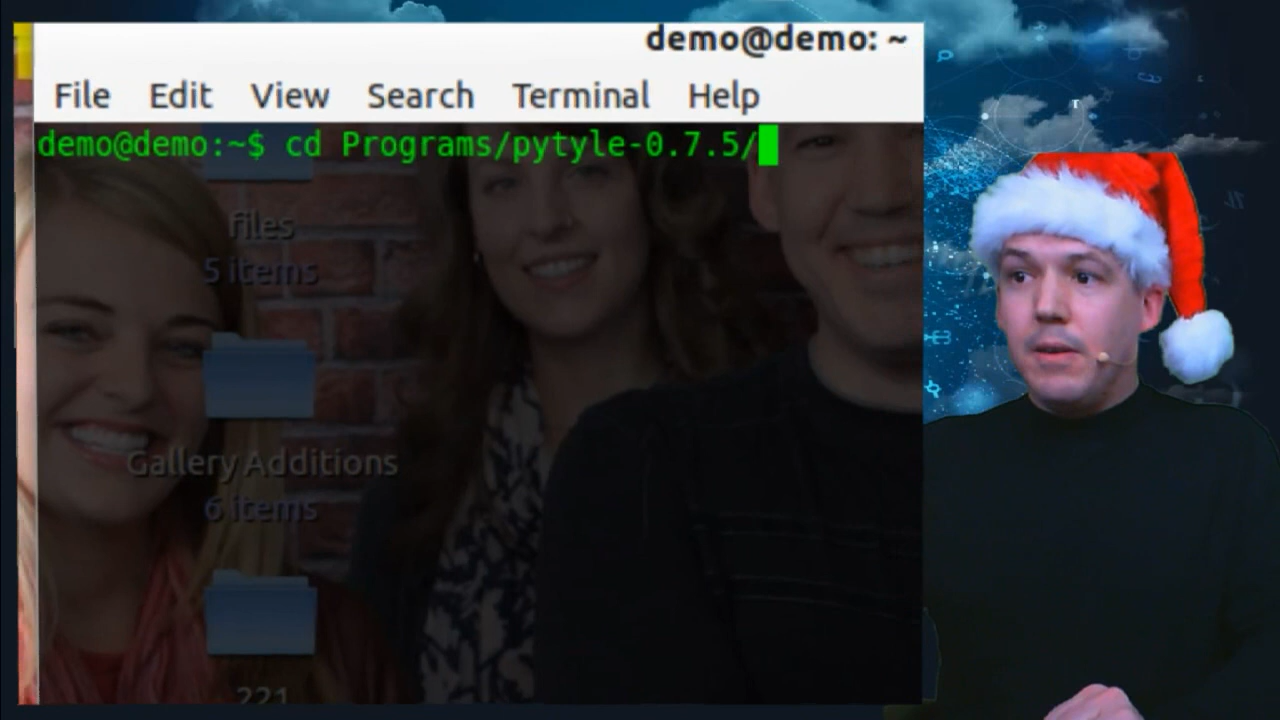 demo@demo: ~
File Edit View Search Terminal Help
demo@demo:~$ cd Programs/pytyle-0.7.5/
files
5 items
Gallery Additions
6 items
221